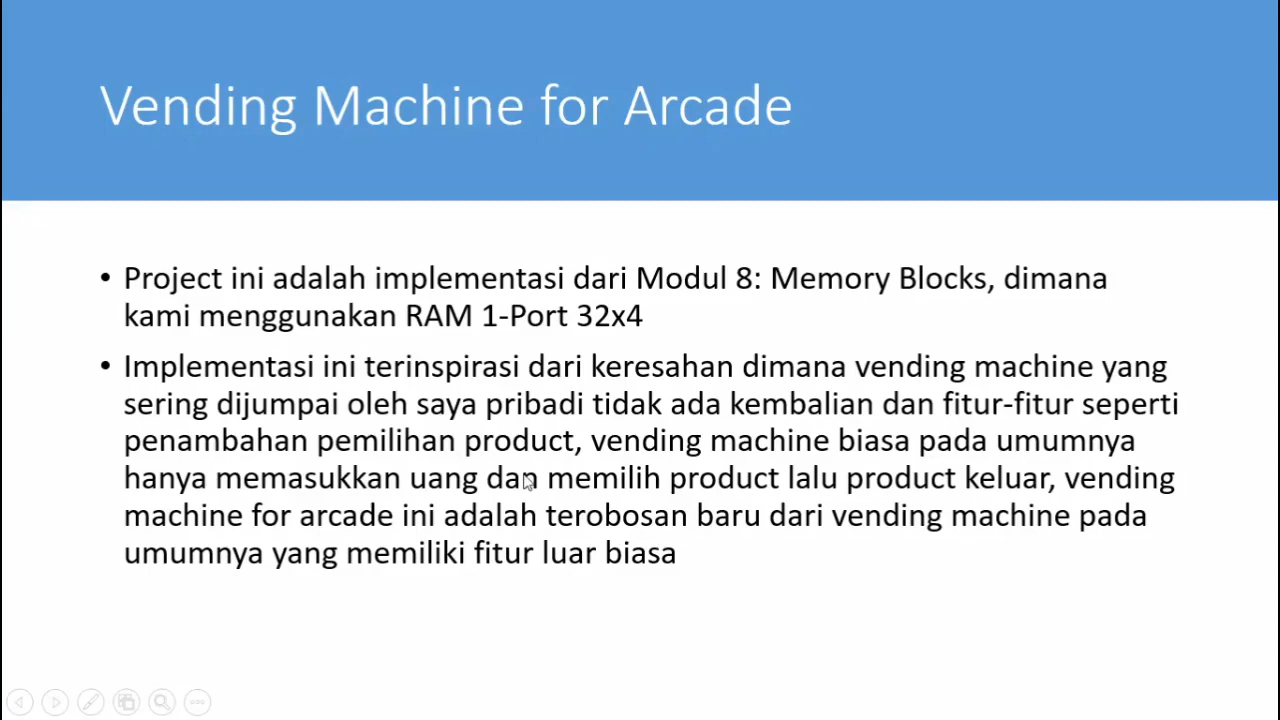 Vending Machine for Arcade
• Project ini adalah implementasi dari Modul 8: Memory Blocks, dimana
kami menggunakan RAM 1-Port 32x4
• Implementasi ini terinspirasi dari keresahan dimana vending machine yang
sering dijumpai oleh saya pribadi tidak ada kembalian dan fitur-fitur seperti
penambahan pemilihan product, vending machine biasa pada umumnya
hanya memasukkan uang dan memilih product lalu product keluar, vending
machine for arcade ini adalah terobosan baru dari vending machine pada
umumnya yang memiliki fitur luar biasa